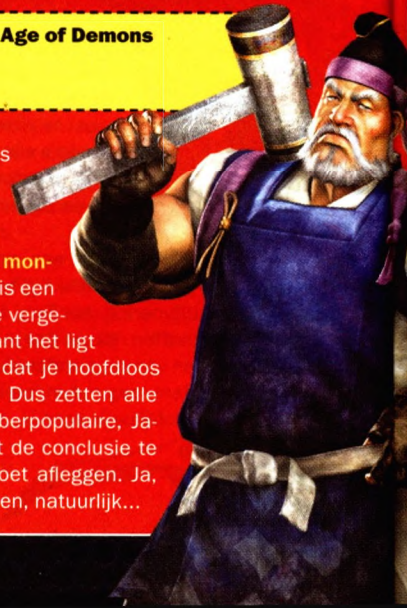 Age of Demons
s
mon-
is een
e verge-
ant het ligt
dat je hoofdloos
Dus zetten alle
berpopulaire, Ja-
t de conclusie te
oet afleggen. Ja,
en, natuurlijk...